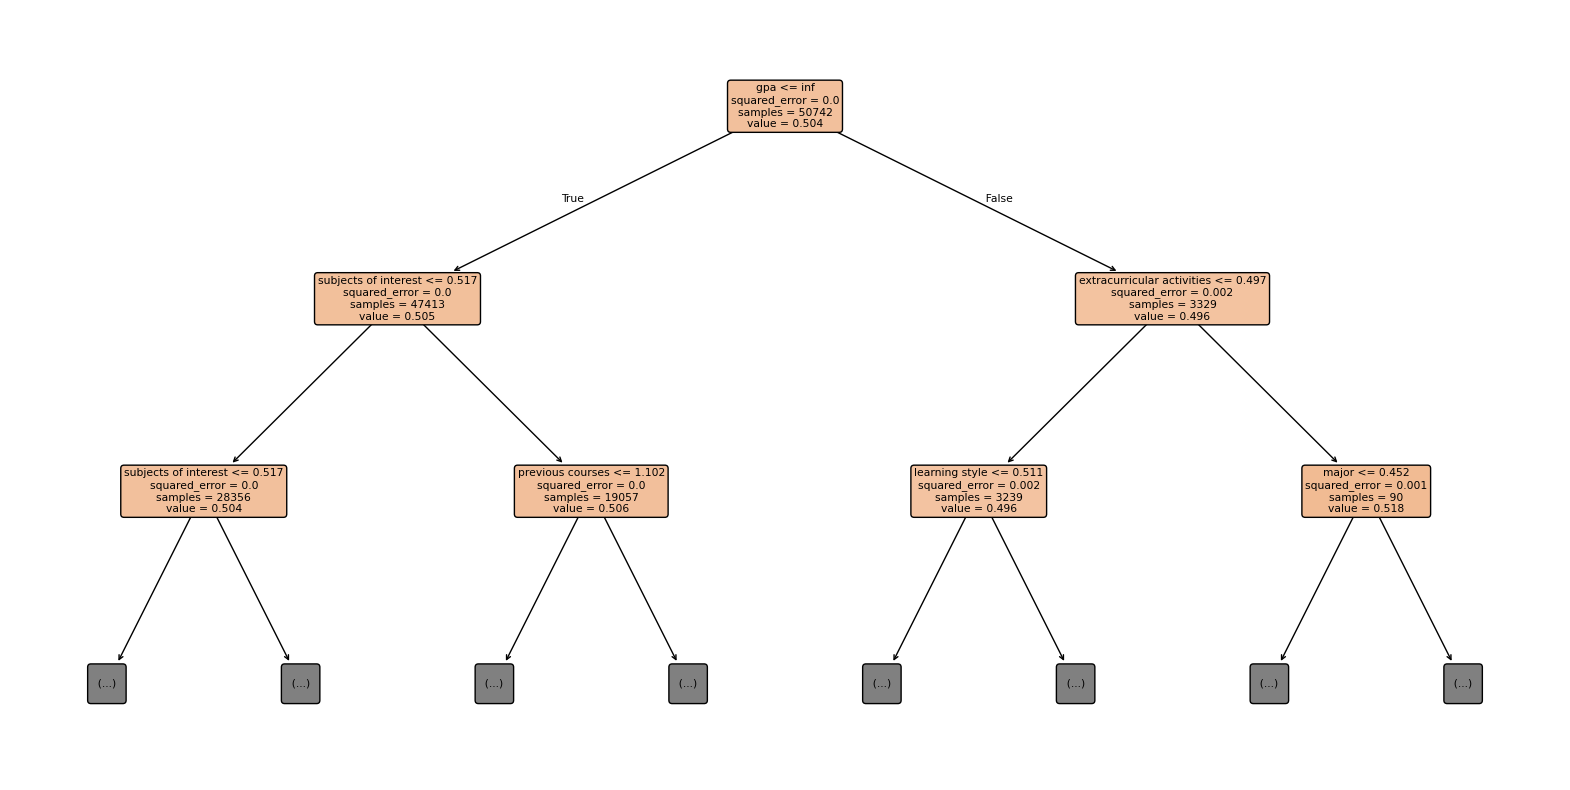 gpa <= inf
squared_error = 0.0
samples = 50742
value = 0.504
True
False
subjects of interest <= 0.517
squared_error = 0.0
samples = 47413
value = 0.505
extracurricular activities <= 0.497
squared_error = 0.002
samples = 3329
value = 0.496
subjects of interest <= 0.517
squared_error = 0.0
samples = 28356
value = 0.504
previous courses <= 1.102
squared_error = 0.0
samples = 19057
value = 0.506
learning style <= 0.511
squared_error = 0.002
samples = 3239
value = 0.496
major <= 0.452
squared_error = 0.001
samples = 90
value = 0.518
(...)
(...)
(...)
(...)
(...)
(...)
(...)
(...)